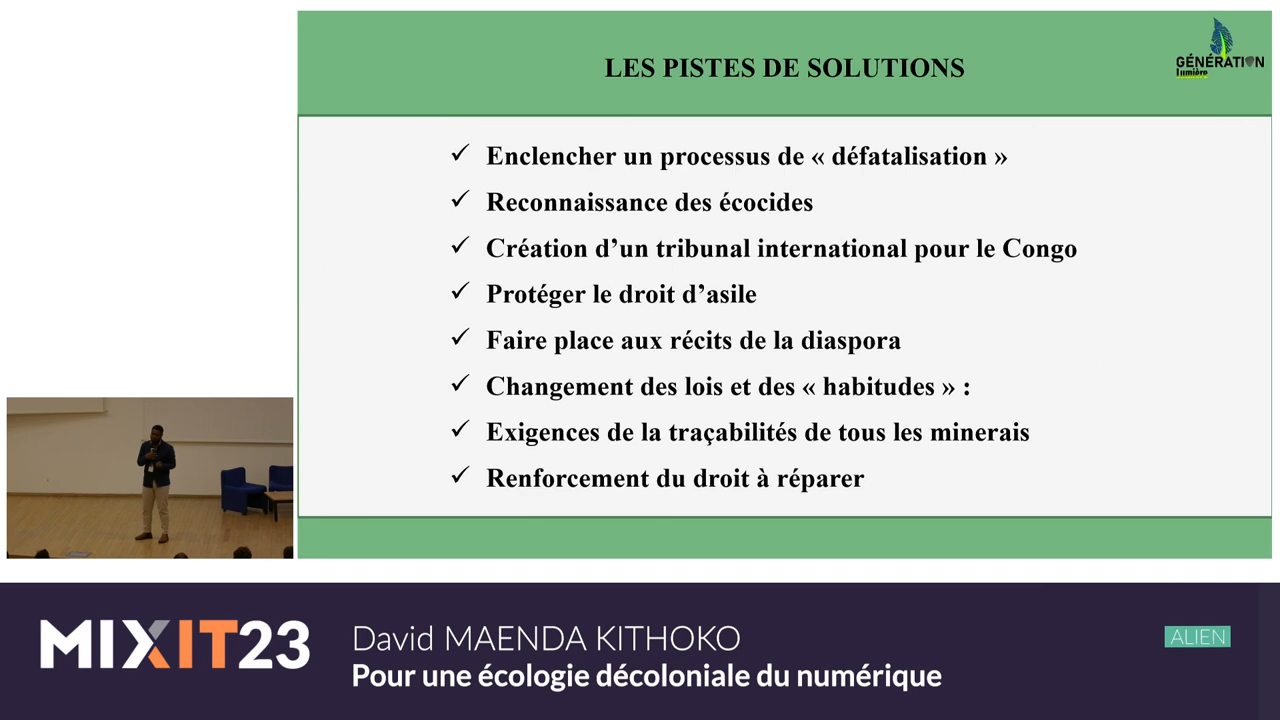 LES PISTES DE SOLUTIONS
GÉNÉRATION
lumière
✓ Enclencher un processus de « défatalisation »
✓ Reconnaissance des écocides
✓ Création d’un tribunal international pour le Congo
✓ Protéger le droit d’asile
✓ Faire place aux récits de la diaspora
✓ Changement des lois et des « habitudes » :
✓ Exigences de la traçabilités de tous les minerais
✓ Renforcement du droit à réparer
MIXIT23
David MAENDA KITHOKO
ALIEN
Pour une écologie décoloniale du numérique